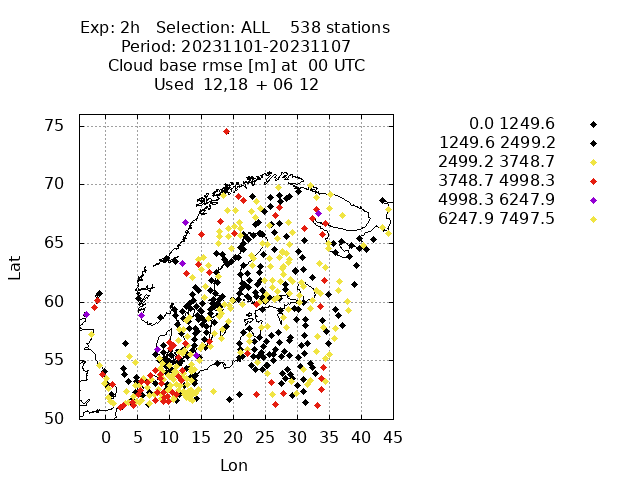 Exp: 2h   Selection: ALL    538 stations
Period: 20231101-20231107
Cloud base rmse [m] at  00 UTC
Used  12,18 + 06 12
0.0 1249.6
1249.6 2499.2
2499.2 3748.7
3748.7 4998.3
4998.3 6247.9
6247.9 7497.5
75
70
65
60
55
50
Lat
0 5 10 15 20 25 30 35 40 45
Lon